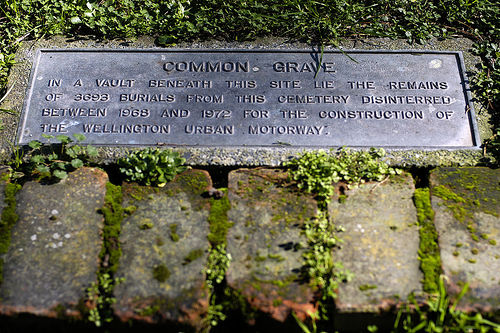 COMMON GRAVE
IN A VAULT BENEATH THIS SITE LIE THE REMAINS
OF 3693 BURIALS FROM THIS CEMETERY DISINTERRED
BETWEEN 1968 AND 1972 FOR THE CONSTRUCTION OF
THE WELLINGTON URBAN MOTORWAY.